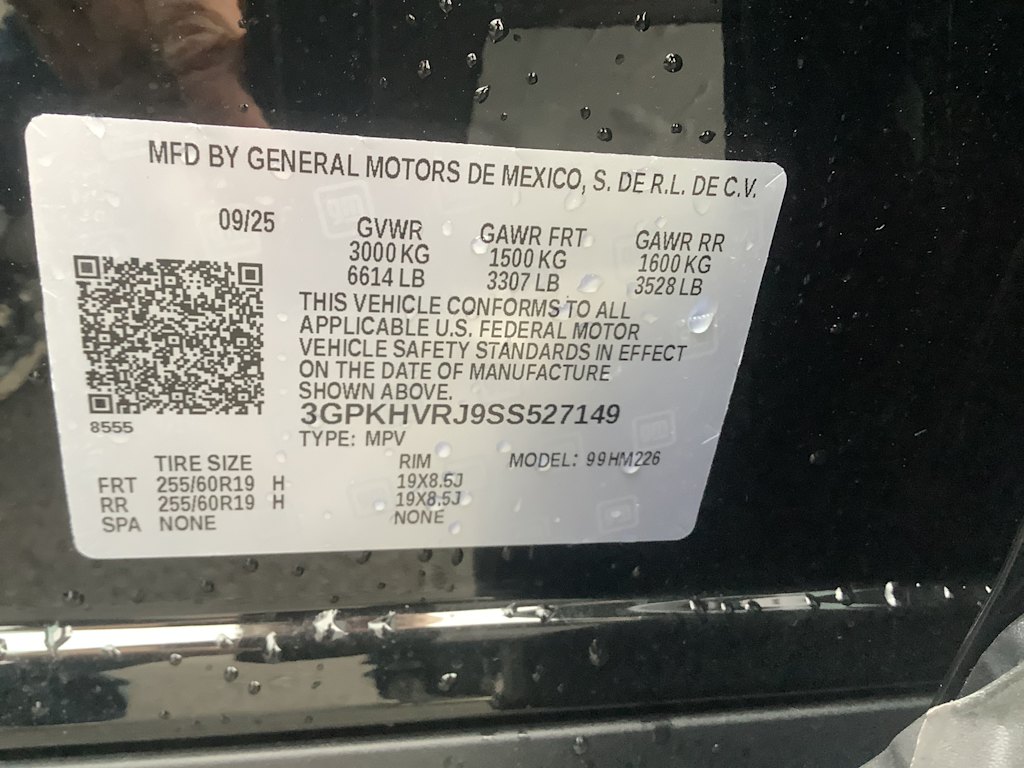 MFD BY GENERAL MOTORS DE MEXICO, S. DE R.L. DE C.V.
09/25
GVWR GAWR FRT GAWR RR
3000 KG 1500 KG 1600 KG
6614 LB 3307 LB 3528 LB
THIS VEHICLE CONFORMS TO ALL
APPLICABLE U.S. FEDERAL MOTOR
VEHICLE SAFETY STANDARDS IN EFFECT
ON THE DATE OF MANUFACTURE
SHOWN ABOVE.
3GPKHVRJ9SS527149
8555
TYPE: MPV
TIRE SIZE RIM MODEL: 99HM226
FRT 255/60R19 H 19X8.5J
RR 255/60R19 H 19X8.5J
SPA NONE NONE